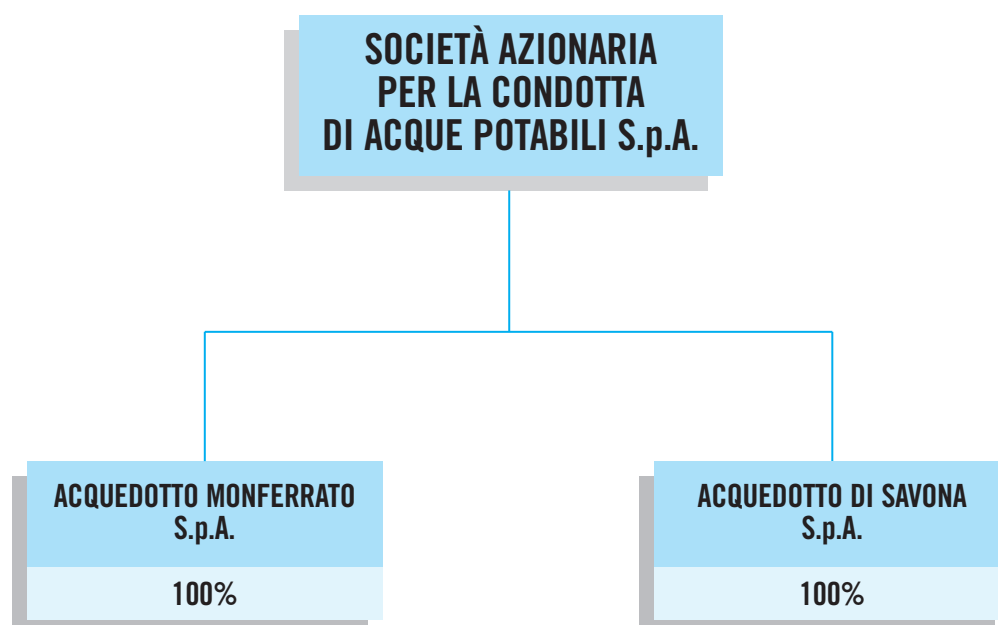 SOCIETÀ AZIONARIA
PER LA CONDOTTA
DI ACQUE POTABILI S.p.A.
ACQUEDOTTO MONFERRATO
S.p.A.
100%
ACQUEDOTTO DI SAVONA
S.p.A.
100%